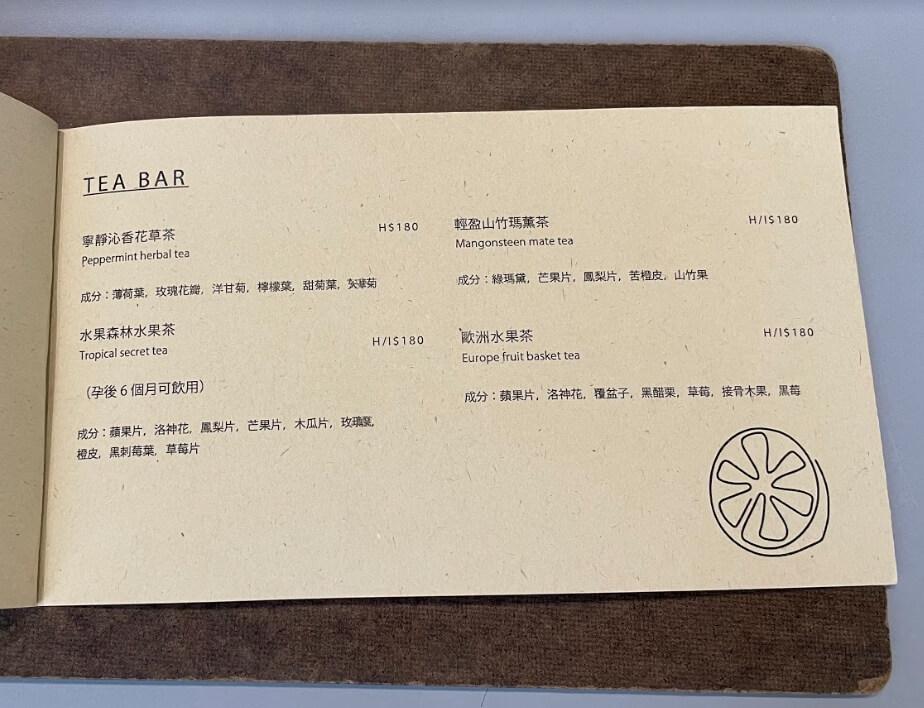 TEA BAR
寧靜沁香花草茶 H$180
Peppermint herbal tea
成分：薄荷葉, 玫瑰花瓣, 洋甘菊, 檸檬葉, 甜菊葉,
水果森林水果茶
Tropical secret tea H/I$180
（孕後 6 個月可飲用）
成分：蘋果片, 洛神花, 鳳梨片, 芒果片, 木瓜片,
橙皮, 黑刺莓葉, 草莓片
輕盈山竹瑪薰茶 H/I$180
Mangonsteen mate tea
成分：綠瑪黛, 芒果片, 鳳梨片, 苦橙皮, 山竹果
歐洲水果茶 H/I$180
Europe fruit basket tea
成分：蘋果片, 洛神花, 覆盆子, 黑醋栗, 草莓, 接骨木果, 黑莓